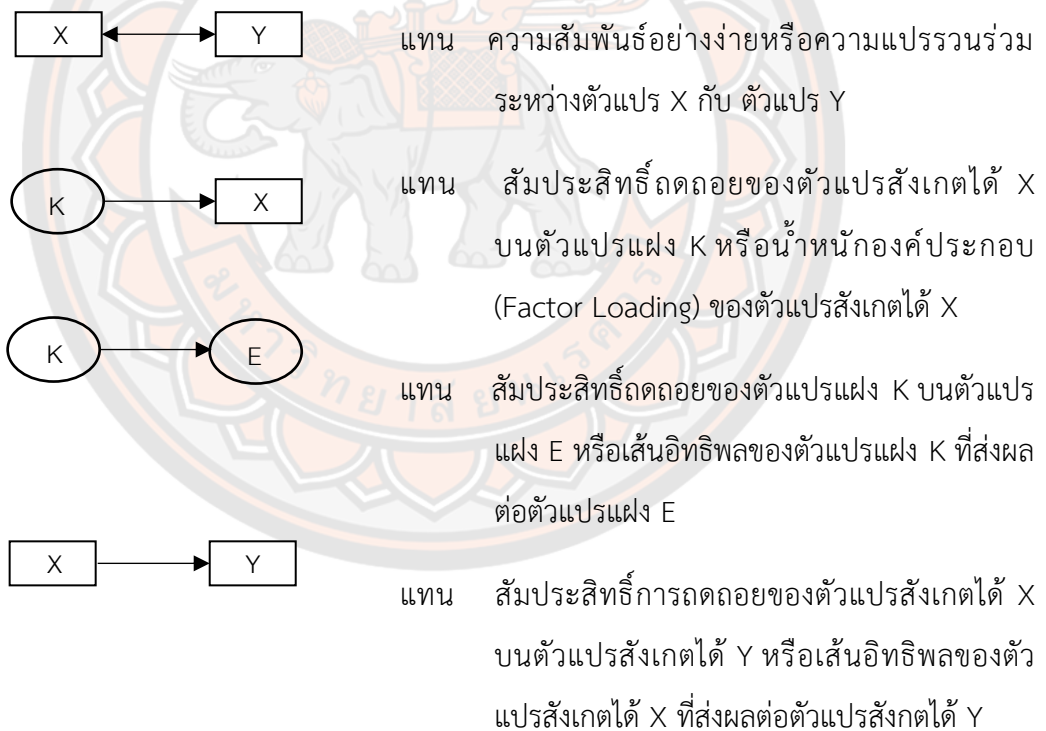 X Y แทน ความสัมพันธ์อย่างง่ายหรือความแปรรวนร่วม
ระหว่างตัวแปร X กับ ตัวแปร Y
K X แทน สัมประสิทธิ์ถดถอยของตัวแปรสังเกตได้ X
บนตัวแปรแฝง K หรือน้ำหนักองค์ประกอบ
(Factor Loading) ของตัวแปรสังเกตได้ X
K E
แทน สัมประสิทธิ์ถดถอยของตัวแปรแฝง K บนตัวแปร
แฝง E หรือเส้นอิทธิพลของตัวแปรแฝง K ที่ส่งผล
ต่อตัวแปรแฝง E
X Y
แทน สัมประสิทธิ์การถดถอยของตัวแปรสังเกตได้ X
บนตัวแปรสังเกตได้ Y หรือเส้นอิทธิพลของตัว
แปรสังเกตได้ X ที่ส่งผลต่อตัวแปรสังกตได้ Y